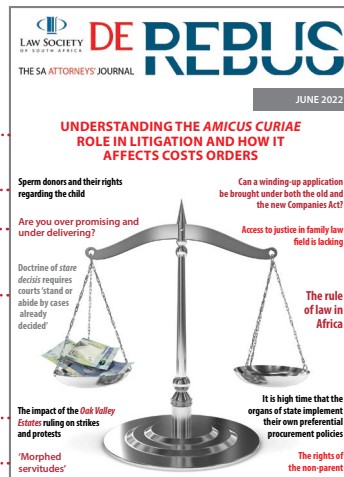 LAW SOCIETY
OF SOUTH AFRICA
DE REBUS
THE SA ATTORNEYS' JOURNAL
JUNE 2022
UNDERSTANDING THE AMICUS CURIAE
ROLE IN LITIGATION AND HOW IT
AFFECTS COSTS ORDERS
Sperm donors and their rights
regarding the child
Can a winding-up application
be brought under both the old and
the new Companies Act?
Are you over promising and
under delivering?
Access to justice in family law
field is lacking
Doctrine of stare
decisis requires
courts 'stand or
abide by cases
already
decided'
The rule
of law in
Africa
The impact of the Oak Valley
Estates ruling on strikes
and protests
It is high time that the
organs of state implement
their own preferential
procurement policies
'Morphed
servitudes'
The rights of
the non-parent